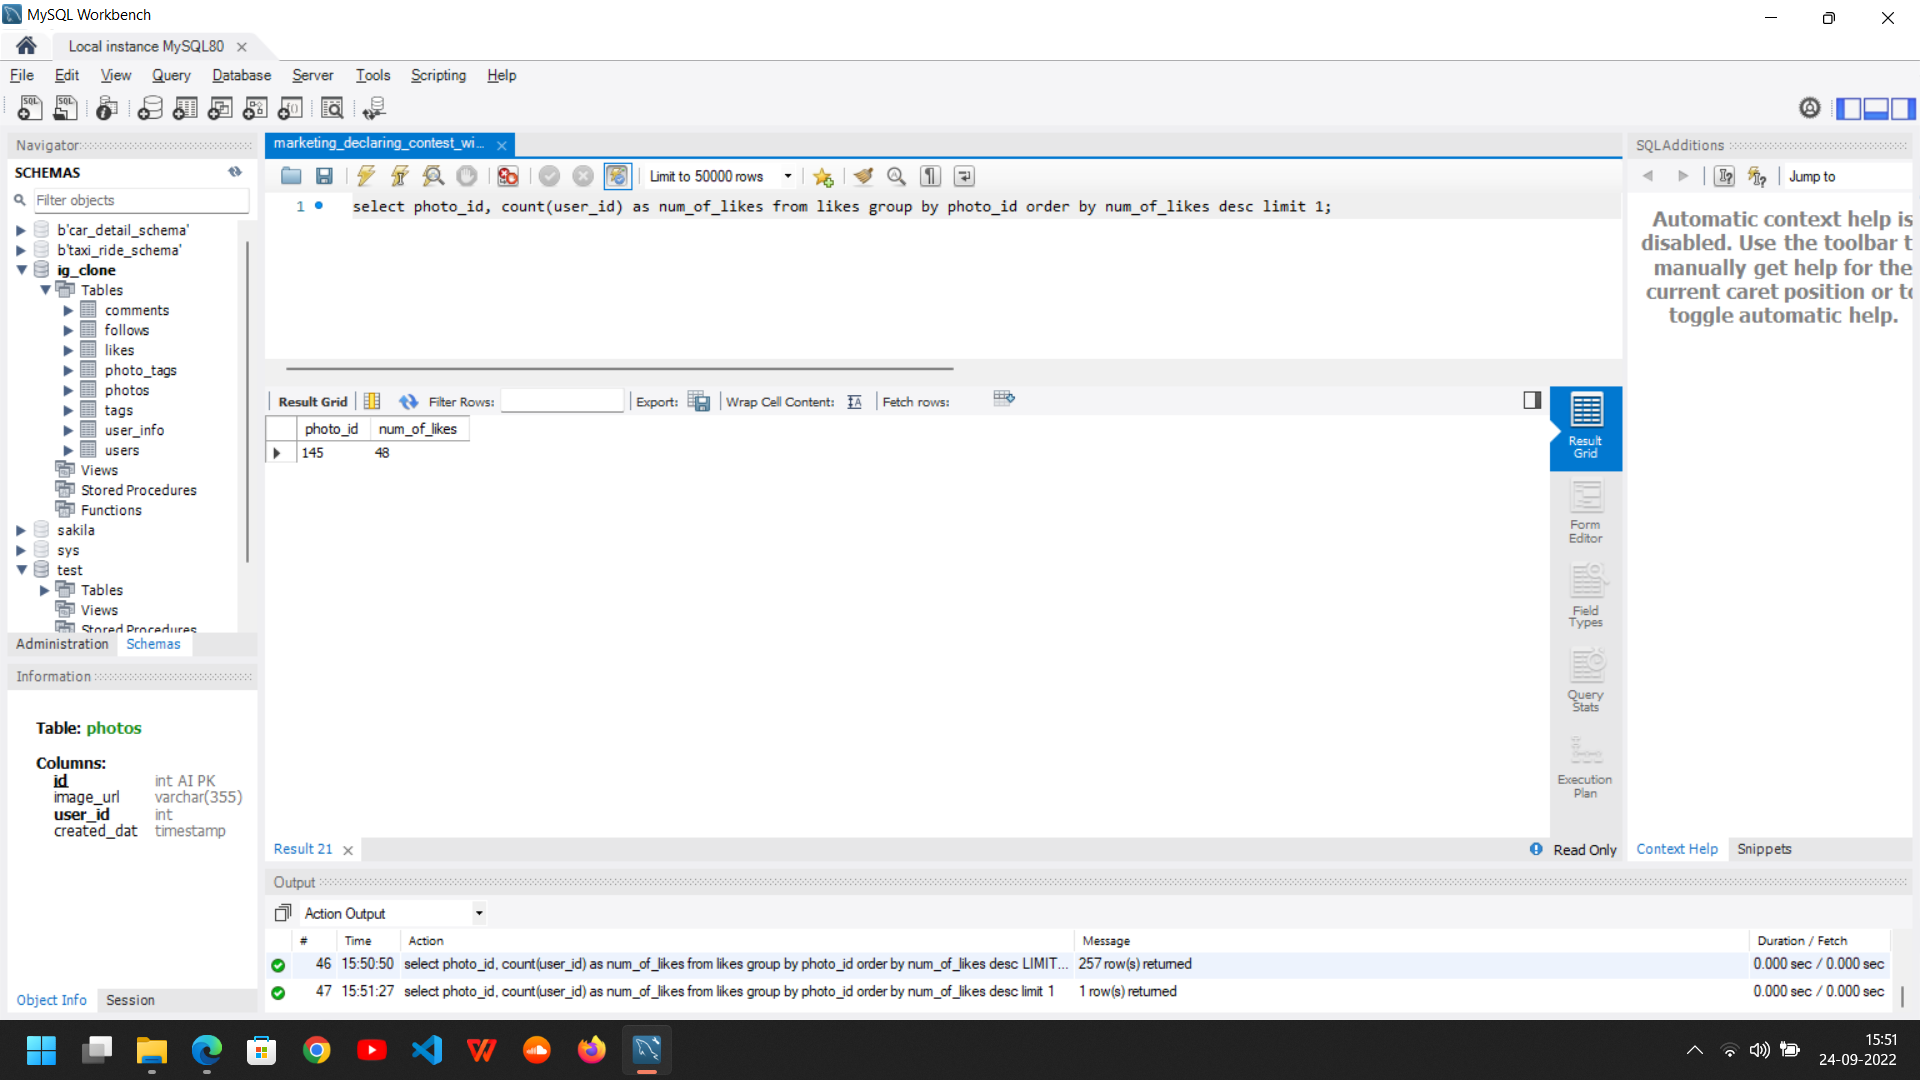 MySQL Workbench
Local instance MySQL80
File Edit View Query Database Server Tools Scripting Help
Navigator
SCHEMAS
Filter objects
b'car_detail_schema'
b'taxi_ride_schema'
ig_clone
Tables
comments
follows
likes
photo_tags
photos
tags
user_info
users
Views
Stored Procedures
Functions
sakila
sys
test
Tables
Views
Stored Procedures
Administration Schemas
Information
Table: photos
Columns:
id int AI PK
image_url varchar(355)
user_id int
created_dat timestamp
Object Info Session
marketing_declaring_contest_wi...
Limit to 50000 rows
1 select photo_id, count(user_id) as num_of_likes from likes group by photo_id order by num_of_likes desc limit 1;
Result Grid Filter Rows: Export: Wrap Cell Content: Fetch rows:
photo_id num_of_likes
145 48
Result Grid
Form Editor
Field Types
Query Stats
Execution Plan
Result 21
Read Only
SQLAdditions
Jump to
Automatic context help is
disabled. Use the toolbar t
manually get help for the
current caret position or to
toggle automatic help.
Context Help Snippets
Output
Action Output
# Time Action Message Duration / Fetch
46 15:50:50 select photo_id, count(user_id) as num_of_likes from likes group by photo_id order by num_of_likes desc LIMIT... 257 row(s) returned 0.000 sec / 0.000 sec
47 15:51:27 select photo_id, count(user_id) as num_of_likes from likes group by photo_id order by num_of_likes desc limit 1 1 row(s) returned 0.000 sec / 0.000 sec
15:51
24-09-2022